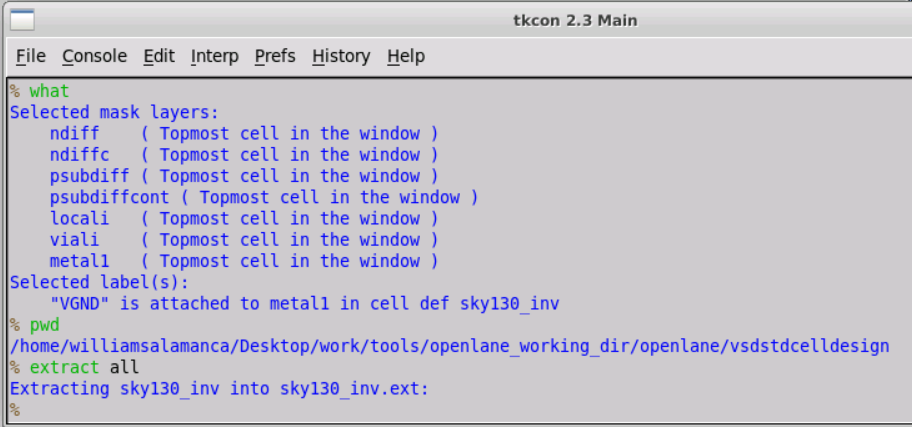 tkcon 2.3 Main
File Console Edit Interp Prefs History Help
% what
Selected mask layers:
    ndiff    ( Topmost cell in the window )
    ndiffc   ( Topmost cell in the window )
    psubdiff ( Topmost cell in the window )
    psubdiffcont ( Topmost cell in the window )
    locali   ( Topmost cell in the window )
    viali    ( Topmost cell in the window )
    metal1   ( Topmost cell in the window )
Selected label(s):
    "VGND" is attached to metal1 in cell def sky130_inv
% pwd
/home/williamsalamanca/Desktop/work/tools/openlane_working_dir/openlane/vsdstdcelldesign
% extract all
Extracting sky130_inv into sky130_inv.ext:
%